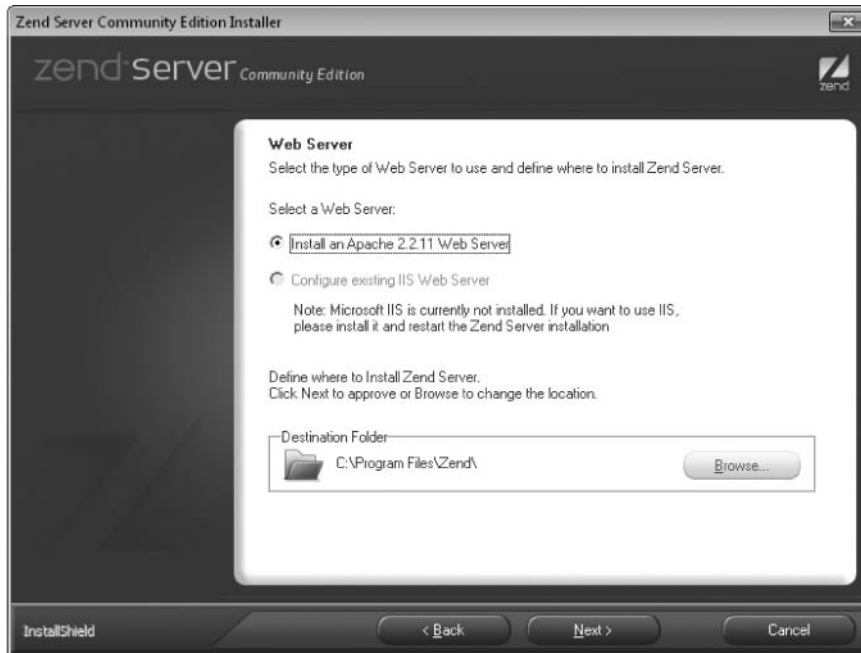 Zend Server Community Edition Installer
zend Server Community Edition
zend
Web Server
Select the type of Web Server to use and define where to install Zend Server.
Select a Web Server:
Install an Apache 2.2.11 Web Server
Configure existing IIS Web Server
Note: Microsoft IIS is currently not installed. If you want to use IIS,
please install it and restart the Zend Server installation
Define where to Install Zend Server.
Click Next to approve or Browse to change the location.
Destination Folder
C:\Program Files\Zend\
Browse...
InstallShield
< Back
Next >
Cancel